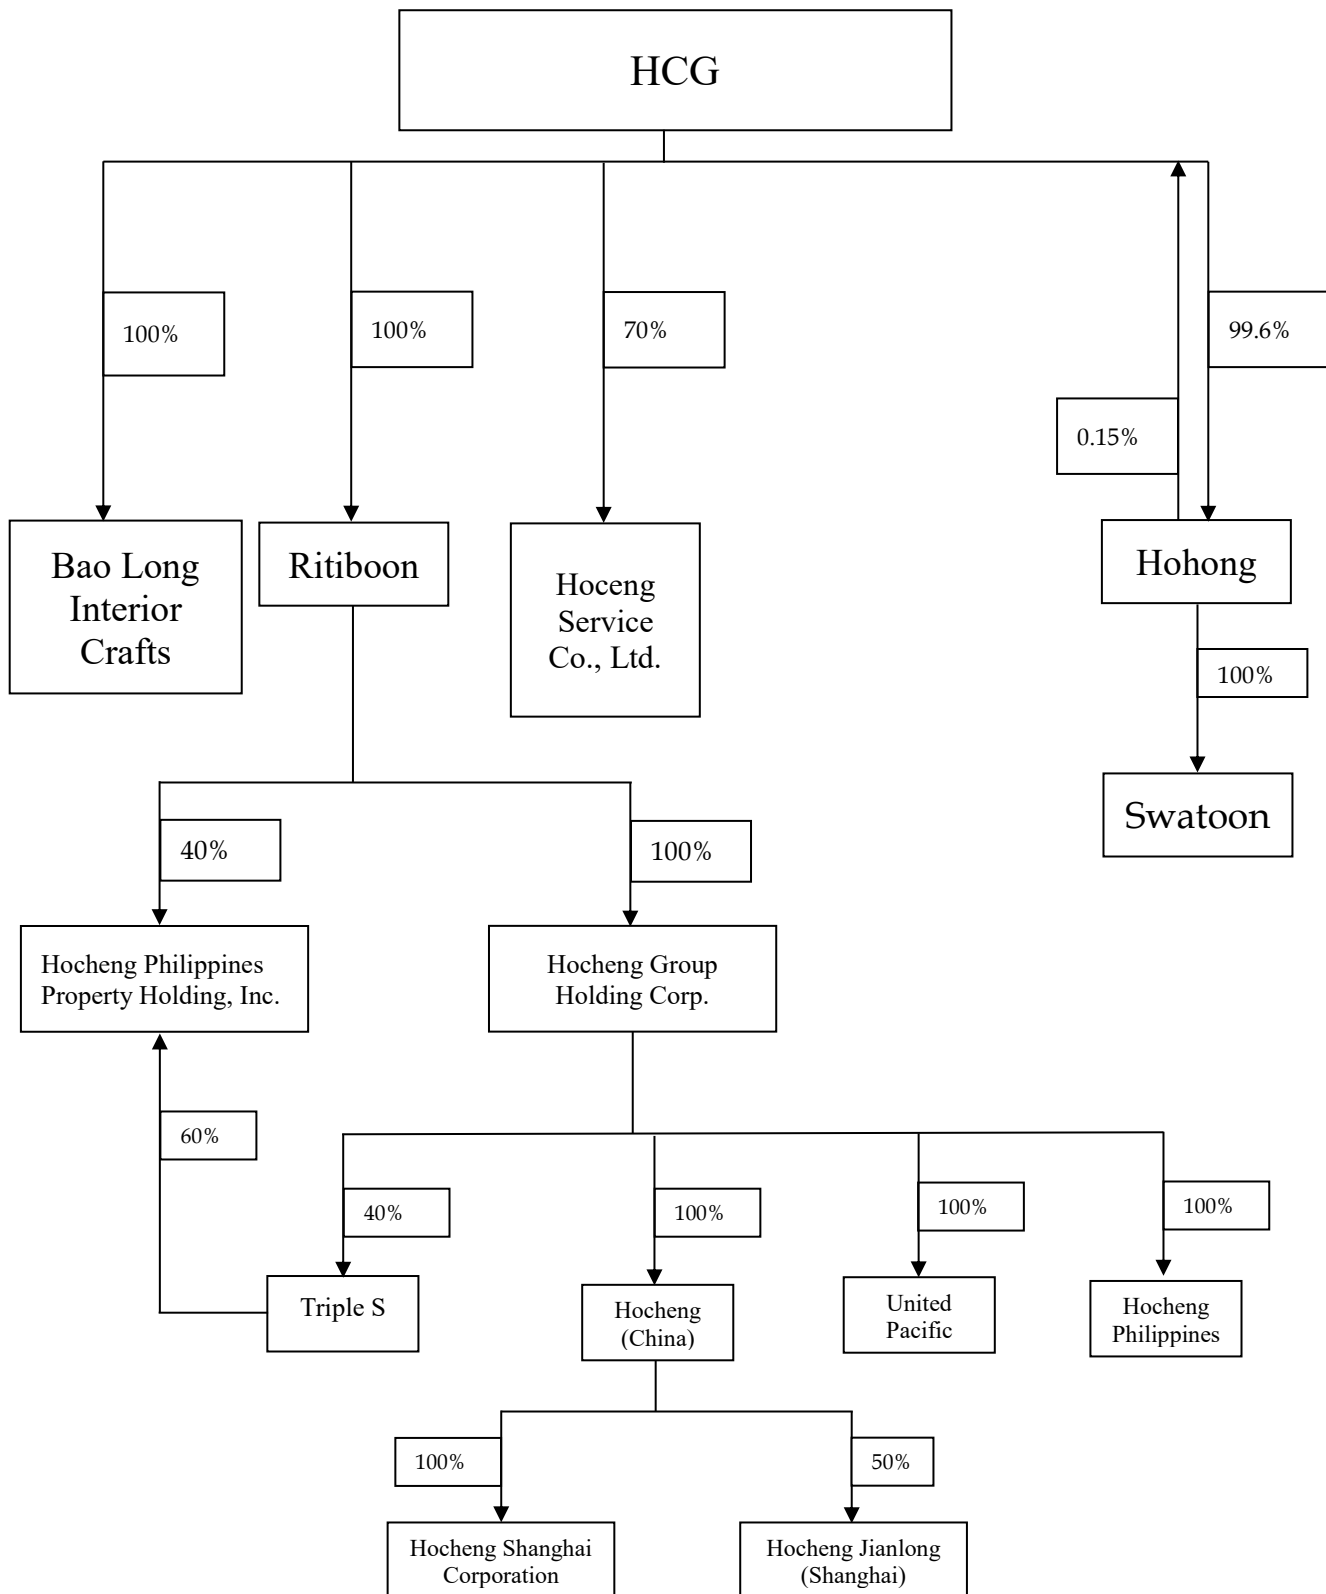 HCG
100%
100%
70%
99.6%
0.15%
Bao Long
Interior
Crafts
Ritiboon
Hoceng
Service
Co., Ltd.
Hohong
100%
Swatoon
40%
100%
Hocheng Philippines
Property Holding, Inc.
Hocheng Group
Holding Corp.
60%
40%
100%
100%
100%
Triple S
Hocheng
(China)
United
Pacific
Hocheng
Philippines
100%
50%
Hocheng Shanghai
Corporation
Hocheng Jianlong
(Shanghai)